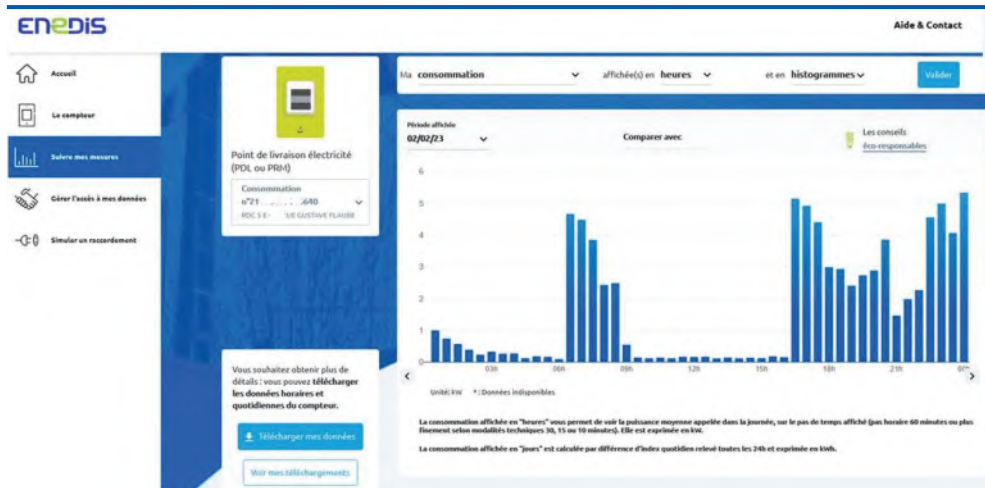 ENEDIS
Aide & Contact
Accueil
Le compteur
Suivre mes mesures
Gérer l'accès à mes données
Simuler un raccordement
Point de livraison électricité
(PDL ou PRM)
Consommation
n°21 . . . . . . .640
RDC 5 E - UE GUSTAVE FLAUBE
Vous souhaitez obtenir plus de
détails : vous pouvez télécharger
les données horaires et
quotidiennes du compteur.
Télécharger mes données
Voir mes téléchargements
Ma consommation affichée(s) en heures et en histogrammes Valider
Période affichée
02/02/23
Comparer avec
Les conseils
éco-responsables
6
5
4
3
2
1
0
03h 06h 09h 12h 15h 18h 21h
Unité: kW * : Données indisponibles
La consommation affichée en "heures" vous permet de voir la puissance moyenne appelée dans la journée, sur le pas de temps affiché (pas horaire 60 minutes ou plus
finement selon modalités techniques 30, 15 ou 10 minutes). Elle est exprimée en kW.
La consommation affichée en "jours" est calculée par différence d'index quotidien relevé toutes les 24h et exprimée en kWh.